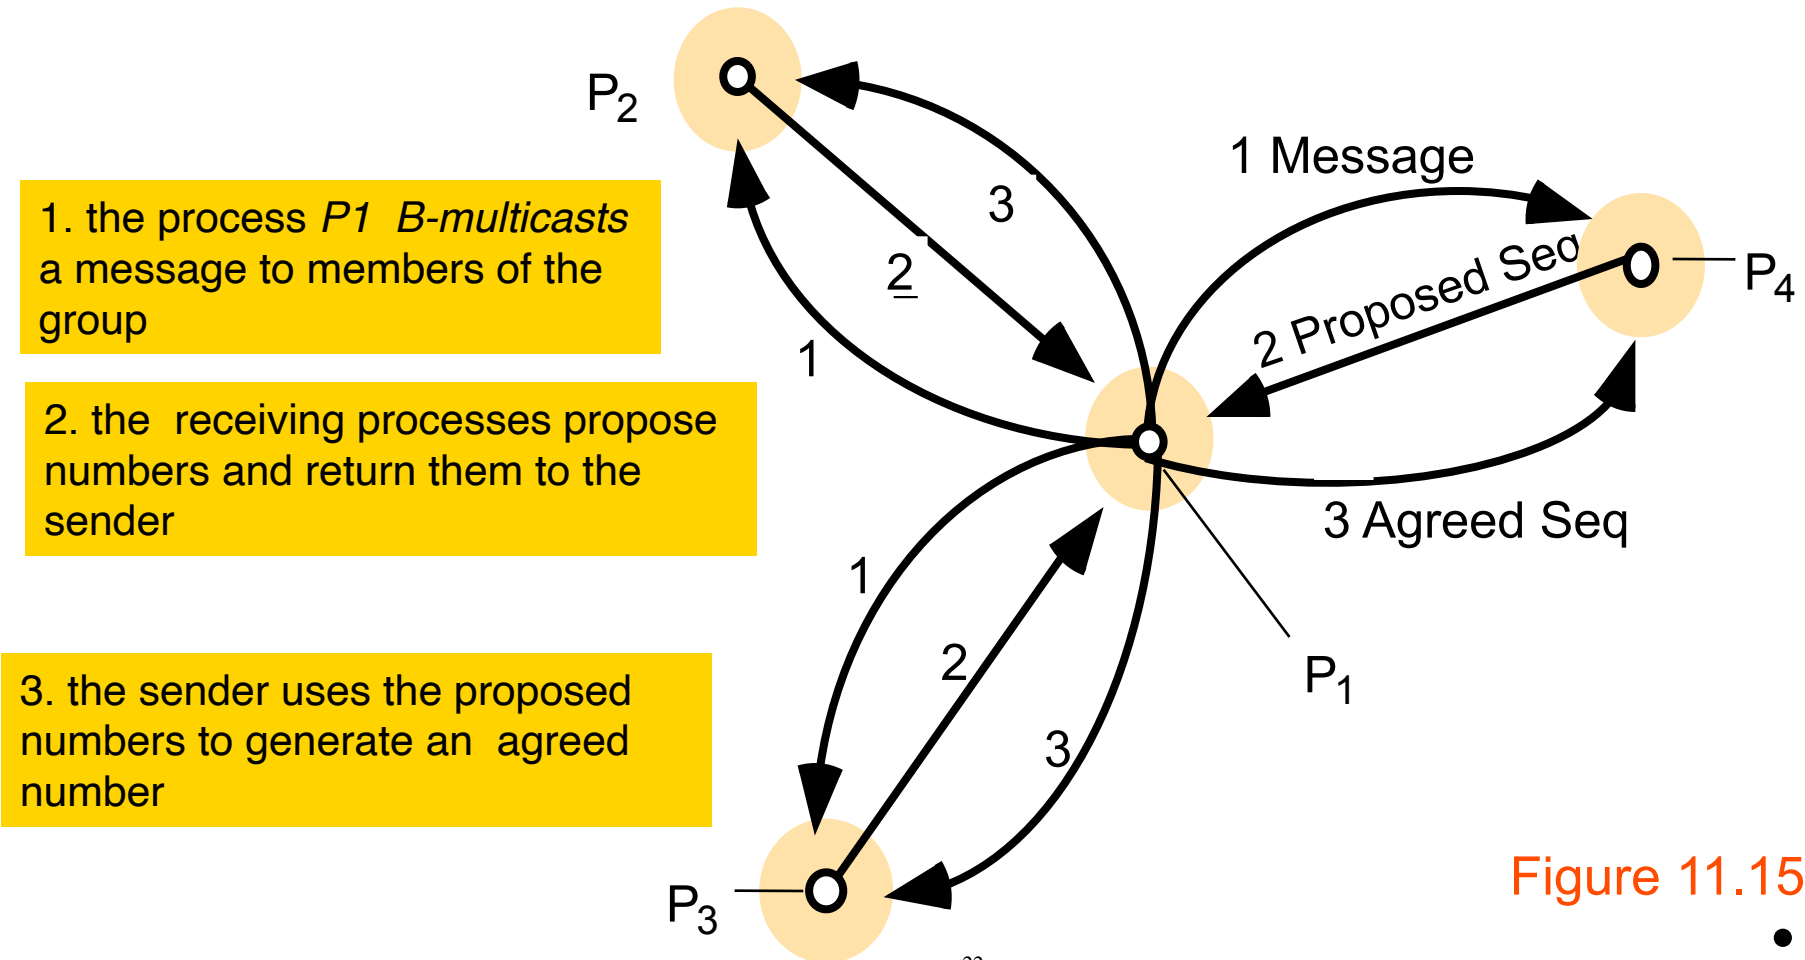 P2
3
1 Message
1. the process P1 B-multicasts
a message to members of the
group
2
2 Proposed Seq
P4
1
2. the receiving processes propose
numbers and return them to the
sender
3 Agreed Seq
1
2
P1
3. the sender uses the proposed
numbers to generate an agreed
number
3
P3
Figure 11.15
•